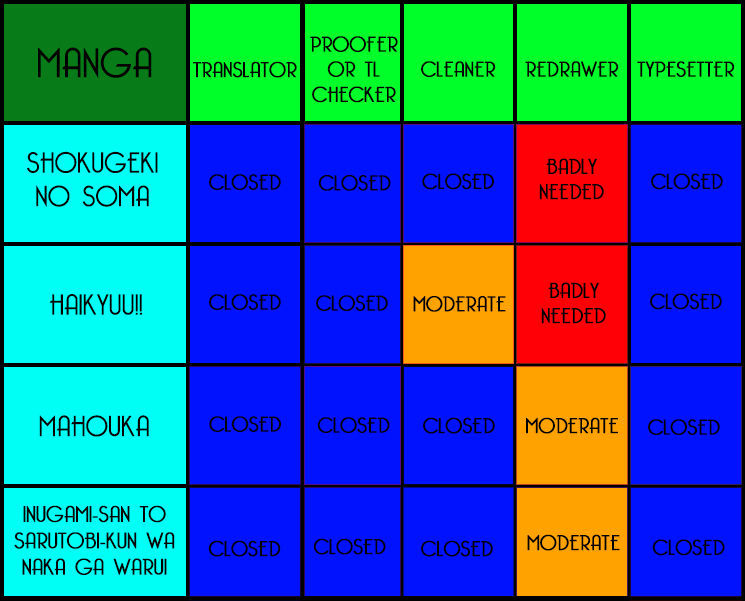 MANGA
TRANSLATOR
PROOFER
OR TL
CHECKER
CLEANER
REDRAWER
TYPESETTER
SHOKUGEKI
NO SOMA
CLOSED
CLOSED
CLOSED
BADLY
NEEDED
CLOSED
HAIKYUU!!
CLOSED
CLOSED
MODERATE
BADLY
NEEDED
CLOSED
MAHOUKA
CLOSED
CLOSED
CLOSED
MODERATE
CLOSED
INUGAMI-SAN TO
SARUTOBI-KUN WA
NAKA GA WARUI
CLOSED
CLOSED
CLOSED
MODERATE
CLOSED